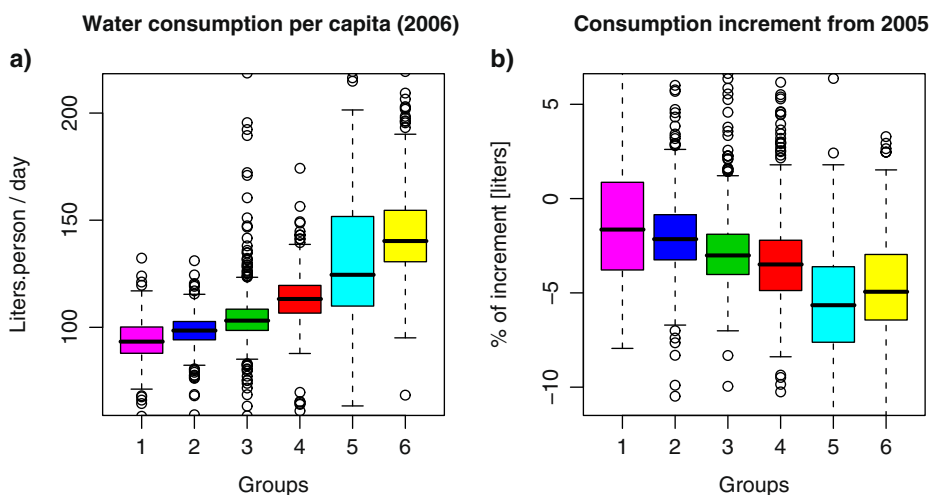 Water consumption per capita (2006)
a)
Liters.person / day
200
150
100
1 2 3 4 5 6
Groups
Consumption increment from 2005
b)
% of increment [liters]
5
0
−5
−10
1 2 3 4 5 6
Groups